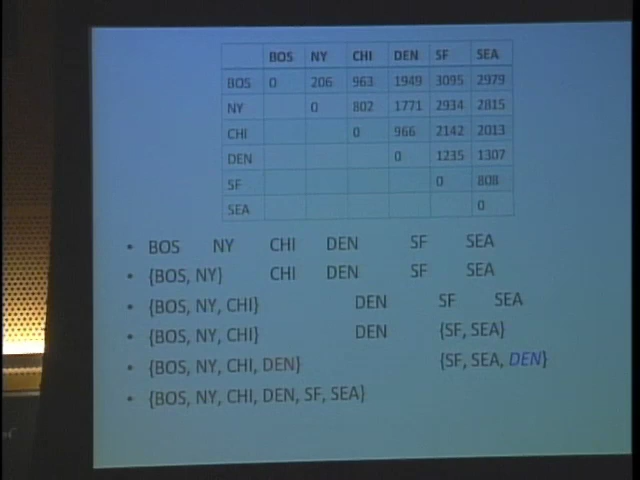 BOS NY CHI DEN SF SEA
BOS 0 206 963 1949 3095 2979
NY 0 802 1771 2934 2815
CHI 0 966 2142 2013
DEN 0 1235 1307
SF 0 808
SEA 0
• BOS NY CHI DEN SF SEA
• {BOS, NY} CHI DEN SF SEA
• {BOS, NY, CHI} DEN SF SEA
• {BOS, NY, CHI} DEN {SF, SEA}
• {BOS, NY, CHI, DEN} {SF, SEA, DEN}
• {BOS, NY, CHI, DEN, SF, SEA}